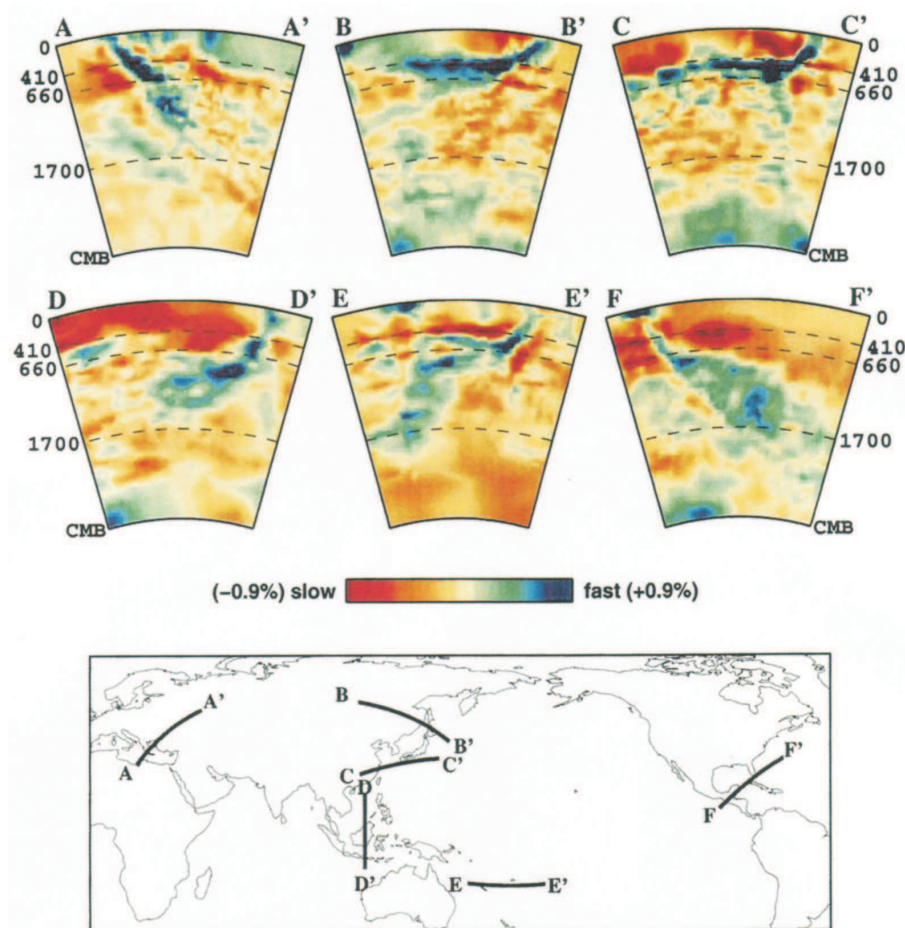 A A' B B' C C'
0 0
410 410
660 660
1700 1700
CMB CMB
D D' E E' F F'
0 0
410 410
660 660
1700 1700
CMB CMB
(−0.9%) slow fast (+0.9%)
A'
B
B'
A
C C'
D
F'
F
D' E E'